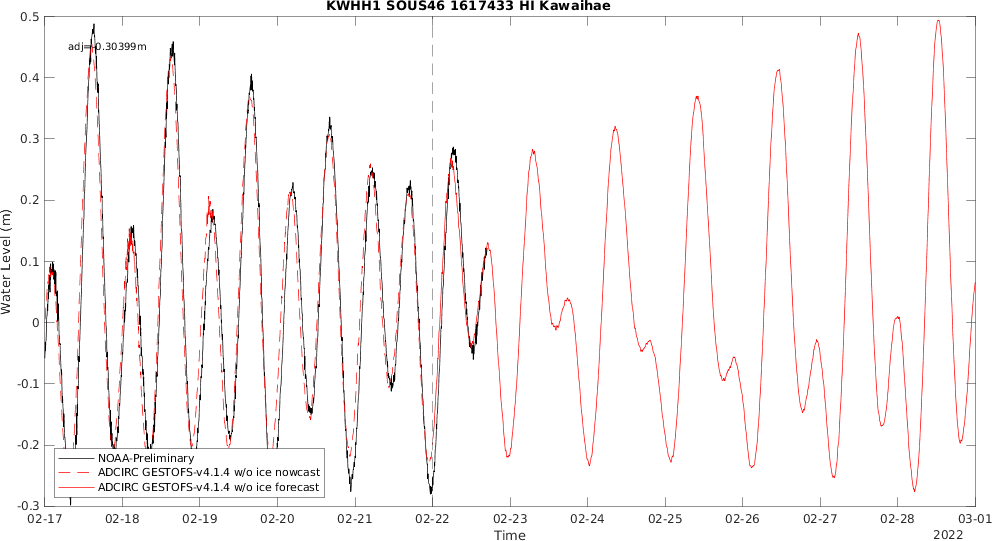 KWHH1 SOUS46 1617433 HI Kawaihae
adj=-0.30399m
Water Level (m)
0.5
0.4
0.3
0.2
0.1
0
-0.1
-0.2
-0.3
NOAA-Preliminary
ADCIRC GESTOFS-v4.1.4 w/o ice nowcast
ADCIRC GESTOFS-v4.1.4 w/o ice forecast
02-17 02-18 02-19 02-20 02-21 02-22 02-23 02-24 02-25 02-26 02-27 02-28 03-01
Time
2022